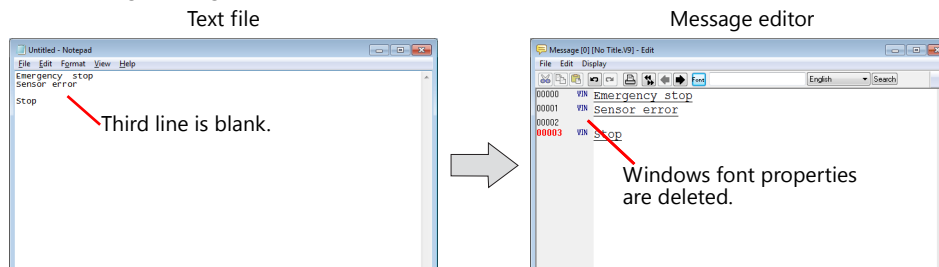 Text file
Message editor
Untitled - Notepad
File Edit Format View Help
Emergency stop
Sensor error
Stop
Third line is blank.
Message [0] [No Title.V9] - Edit
File Edit Display
Font
English
Search
00000 WIN Emergency stop
00001 WIN Sensor error
00002
00003 WIN Stop
Windows font properties
are deleted.